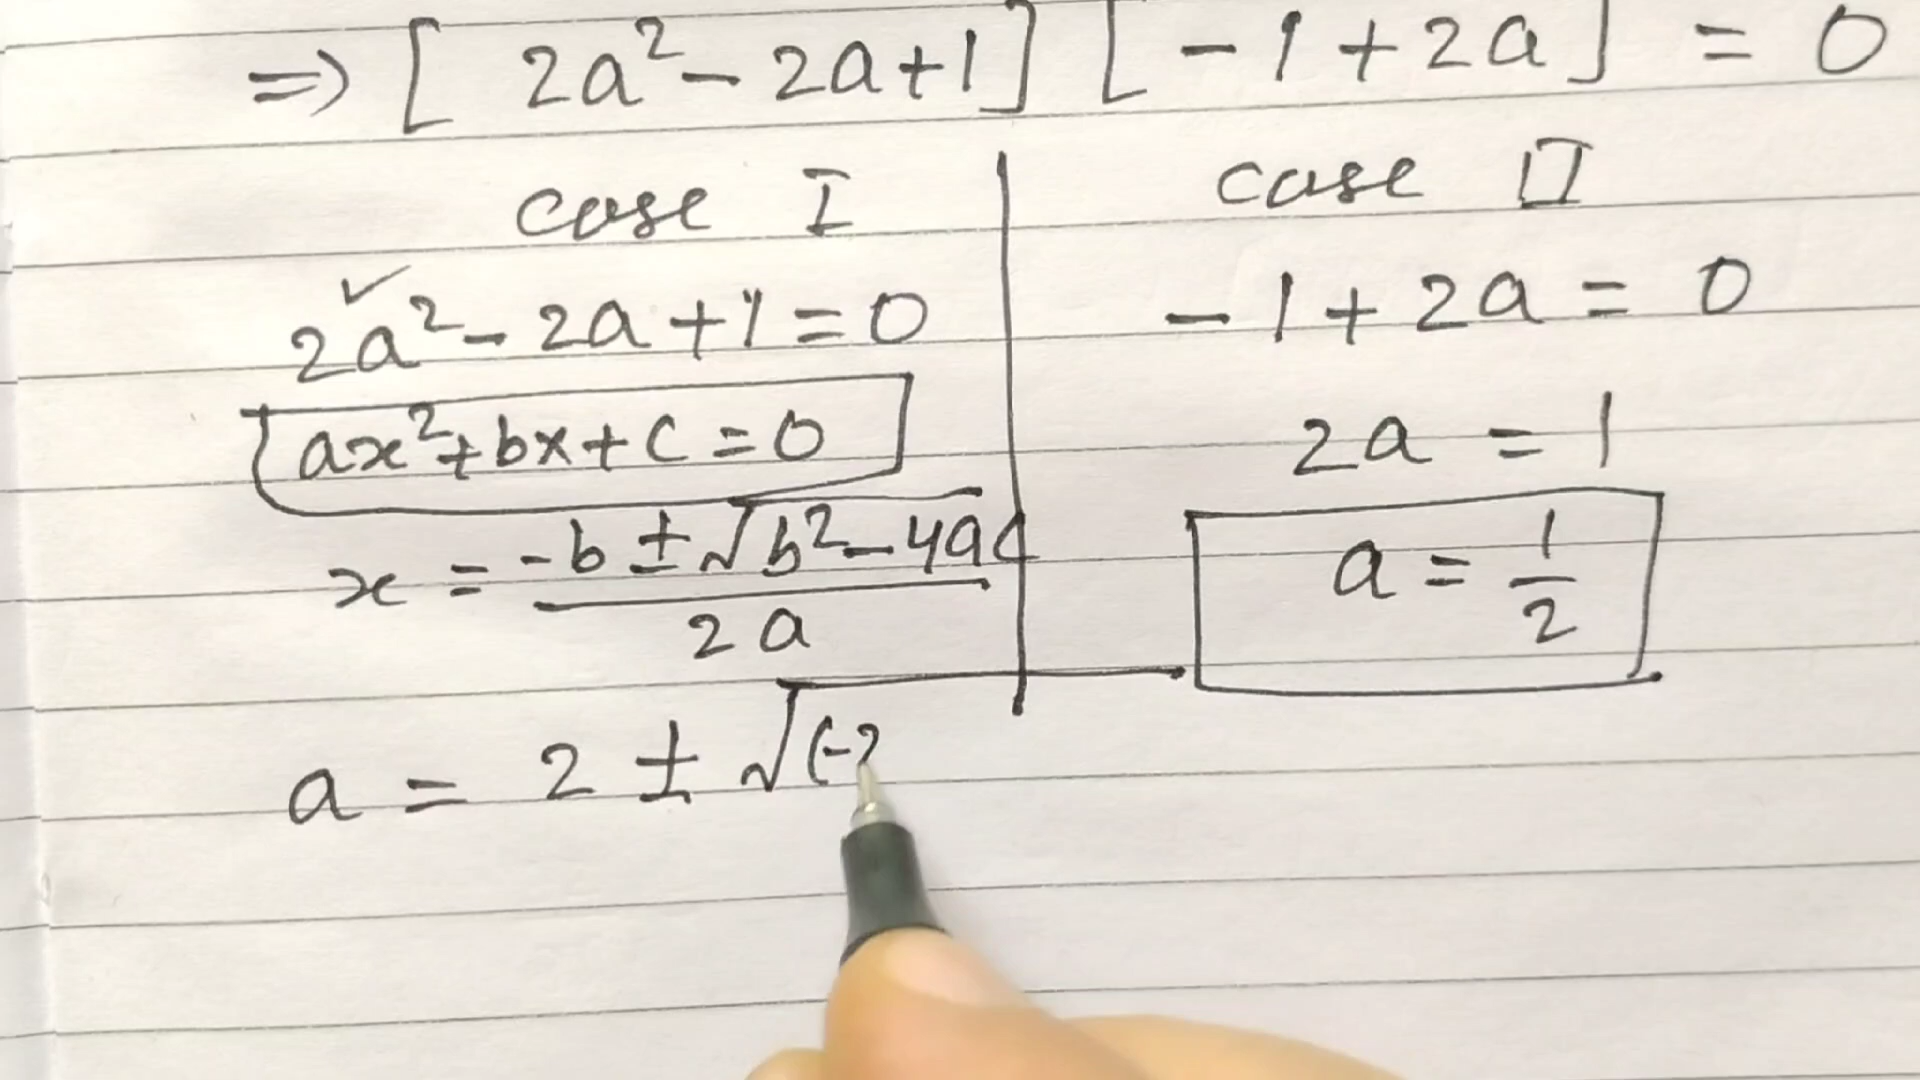 => [ 2a² - 2a + 1 ] [ - 1 + 2a ] = 0
case I
2a² - 2a + 1 = 0
ax² + bx + c = 0
x = -b ± √b² - 4ac / 2a
a = 2 ± √(-2
case II
- 1 + 2a = 0
2a = 1
a = 1/2